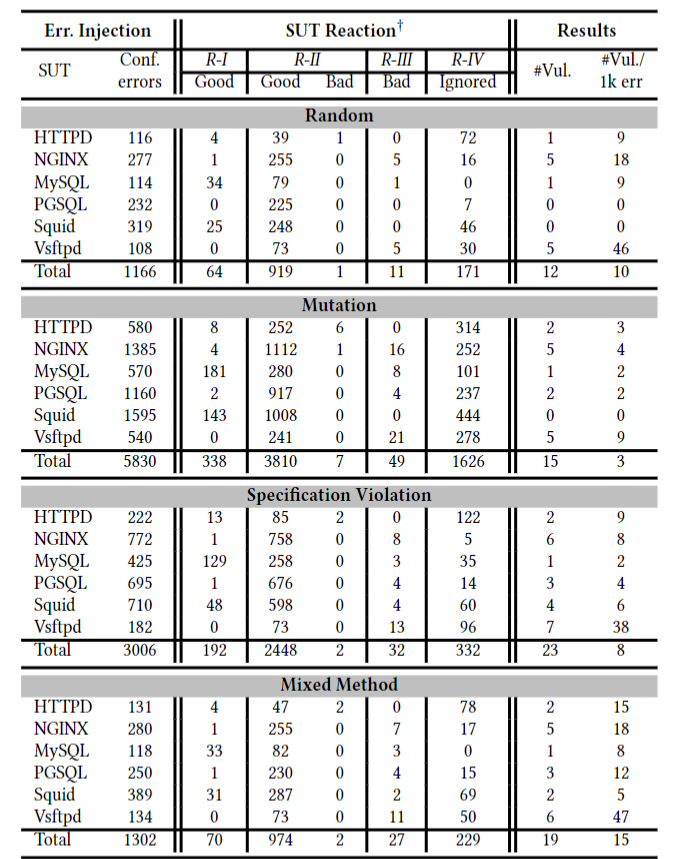 Err. Injection SUT Reaction† Results
SUT Conf. errors R-I Good R-II Good Bad R-III Bad R-IV Ignored #Vul. #Vul./ 1k err
Random
HTTPD 116 4 39 1 0 72 1 9
NGINX 277 1 255 0 5 16 5 18
MySQL 114 34 79 0 1 0 1 9
PGSQL 232 0 225 0 0 7 0 0
Squid 319 25 248 0 0 46 0 0
Vsftpd 108 0 73 0 5 30 5 46
Total 1166 64 919 1 11 171 12 10
Mutation
HTTPD 580 8 252 6 0 314 2 3
NGINX 1385 4 1112 1 16 252 5 4
MySQL 570 181 280 0 8 101 1 2
PGSQL 1160 2 917 0 4 237 2 2
Squid 1595 143 1008 0 0 444 0 0
Vsftpd 540 0 241 0 21 278 5 9
Total 5830 338 3810 7 49 1626 15 3
Specification Violation
HTTPD 222 13 85 2 0 122 2 9
NGINX 772 1 758 0 8 5 6 8
MySQL 425 129 258 0 3 35 1 2
PGSQL 695 1 676 0 4 14 3 4
Squid 710 48 598 0 4 60 4 6
Vsftpd 182 0 73 0 13 96 7 38
Total 3006 192 2448 2 32 332 23 8
Mixed Method
HTTPD 131 4 47 2 0 78 2 15
NGINX 280 1 255 0 7 17 5 18
MySQL 118 33 82 0 3 0 1 8
PGSQL 250 1 230 0 4 15 3 12
Squid 389 31 287 0 2 69 2 5
Vsftpd 134 0 73 0 11 50 6 47
Total 1302 70 974 2 27 229 19 15